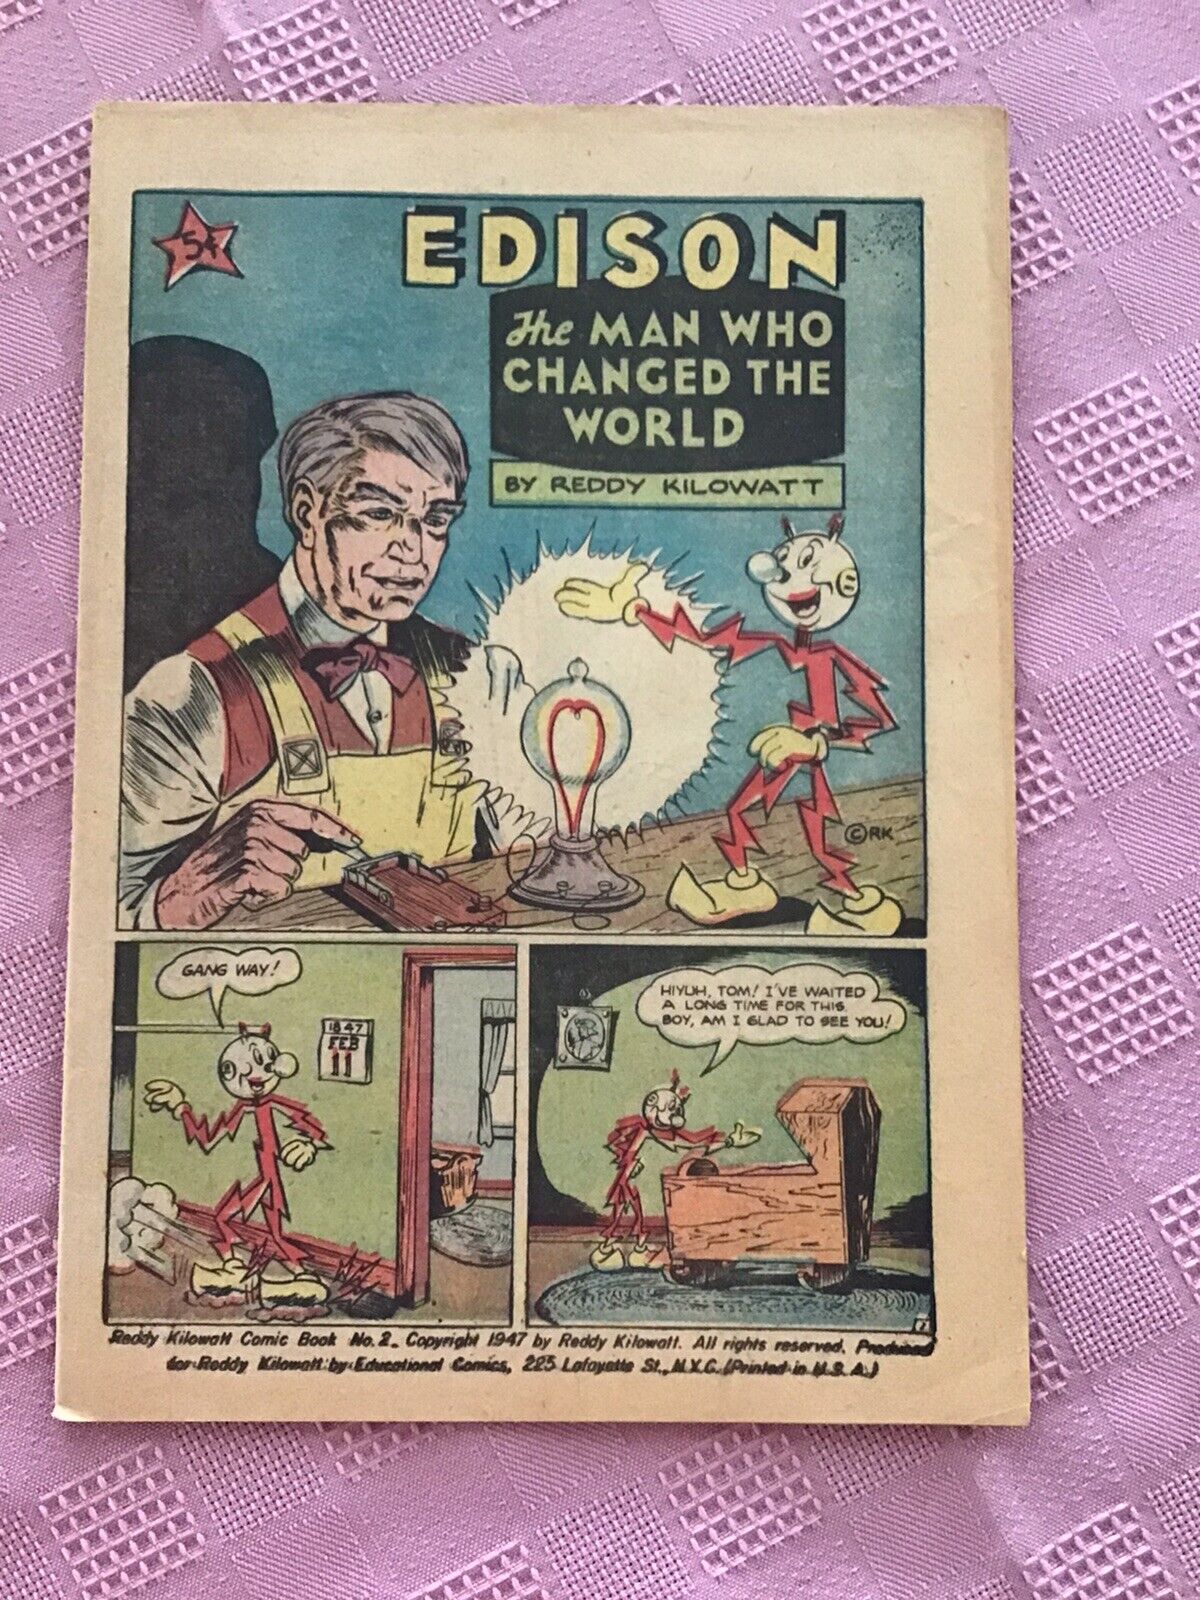 5¢
EDISON
The MAN WHO
CHANGED THE
WORLD
BY REDDY KILOWATT
©RK
GANG WAY!
1847
FEB
11
HIYUH, TOM! I'VE WAITED
A LONG TIME FOR THIS
BOY, AM I GLAD TO SEE YOU!
Reddy Kilowatt Comic Book No. 2. Copyright 1947 by Reddy Kilowatt. All rights reserved. Produced
for Reddy Kilowatt by Educational Comics, 225 Lafayette St., N.Y.C. (Printed in U.S.A.)